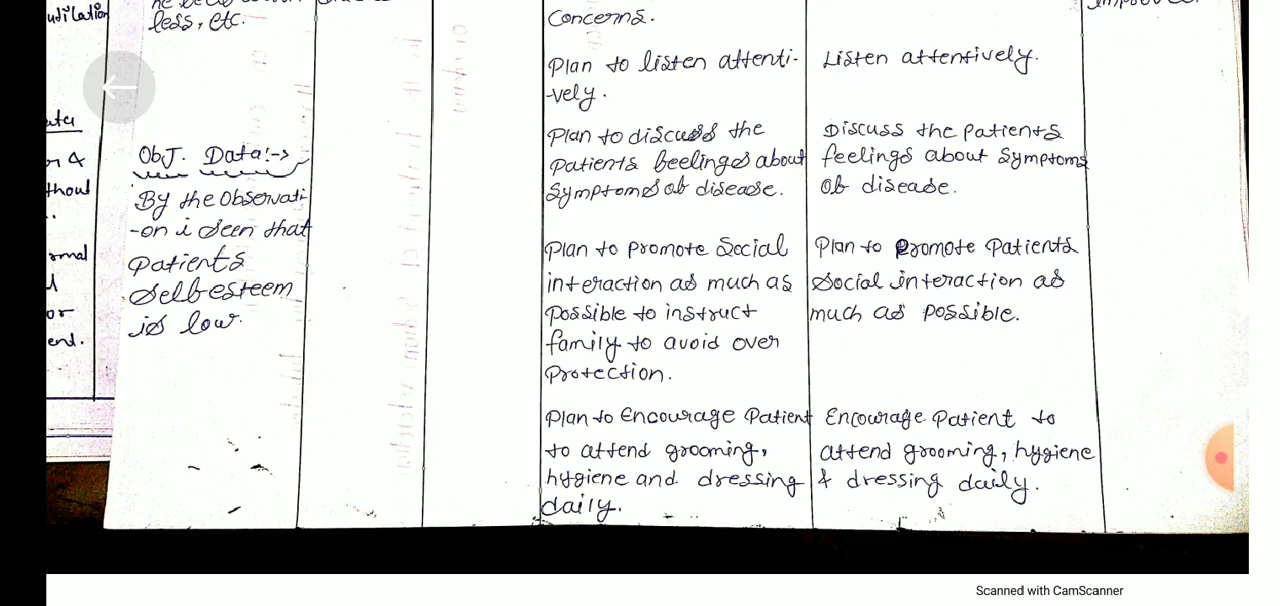 less, etc.
ObJ. Data:->
By the Observati-
-on i seen that
Patients
selbesteem
is low.
Concerns.
Plan to listen attenti-
-vely.
Plan to discuss the
Patients beelings about
Symptoms ob disease.
Plan to promote Social
interaction as much as
Possible to instruct
family to avoid over
Protection.
Plan to Encourage Patient
to attend grooming,
hygiene and dressing
daily.
Listen attentively.
Discuss the Patients
feelings about Symptoms
Ob disease.
Plan to Promote Patients
Social interaction as
much as Possible.
Encourage Patient to
attend grooming, hygiene
& dressing daily.
Scanned with CamScanner